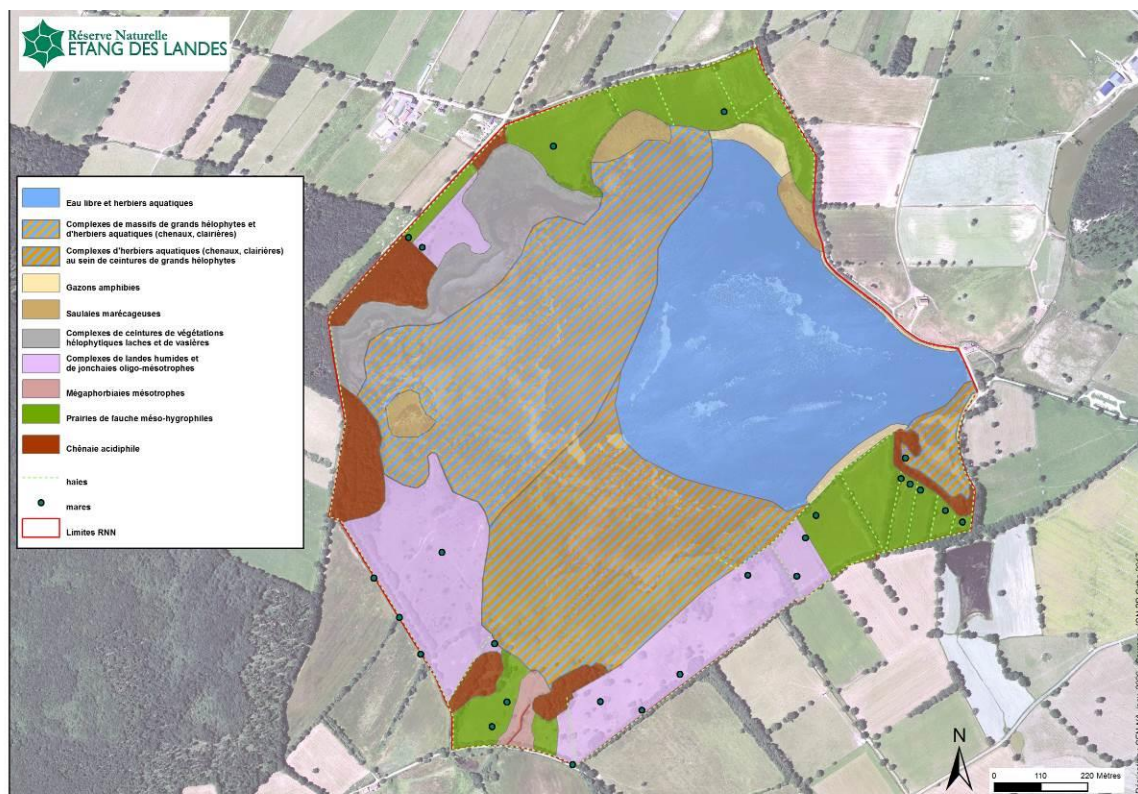 Réserve Naturelle
ETANG DES LANDES
Eau libre et herbiers aquatiques
Complexes de massifs de grands hélophytes et
d'herbiers aquatiques (chenaux, clairières)
Complexes d'herbiers aquatiques (chenaux, clairières)
au sein de ceintures de grands hélophytes
Gazons amphibies
Saulaies marécageuses
Complexes de ceintures de végétations
hélophytiques laches et de vasières
Complexes de landes humides et
de jonchaies oligo-mésotrophes
Mégaphorbiaies mésotrophes
Prairies de fauche méso-hygrophiles
Chênaie acidiphile
haies
mares
Limites RNN
N
0 110 220 Mètres